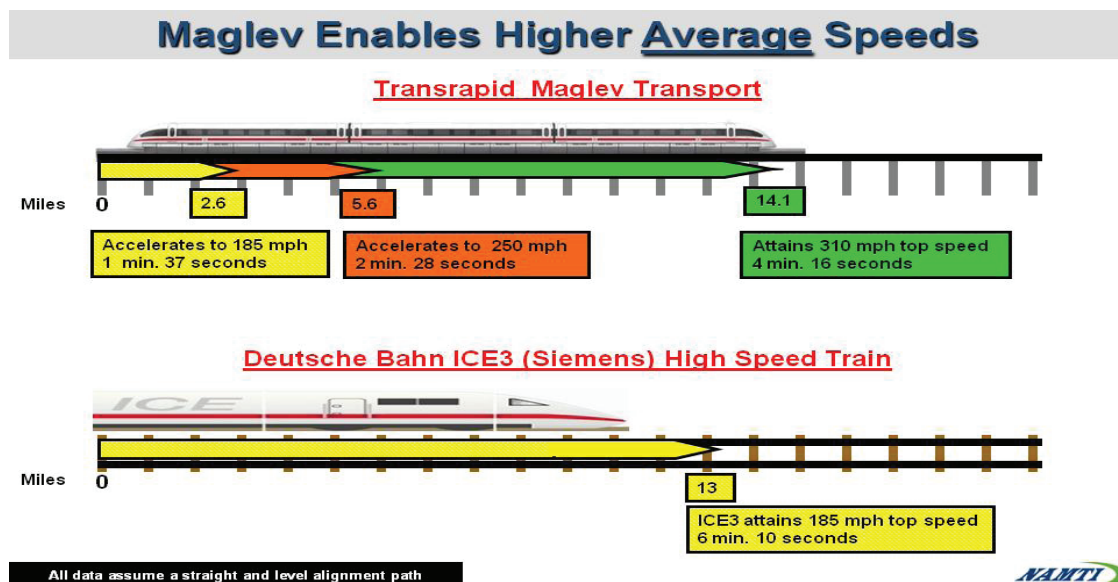 Maglev Enables Higher Average Speeds
Transrapid Maglev Transport
Miles 0 2.6 5.6 14.1
Accelerates to 185 mph
1 min. 37 seconds
Accelerates to 250 mph
2 min. 28 seconds
Attains 310 mph top speed
4 min. 16 seconds
Deutsche Bahn ICE3 (Siemens) High Speed Train
ICE
Miles 0 13
ICE3 attains 185 mph top speed
6 min. 10 seconds
All data assume a straight and level alignment path
NAMTI